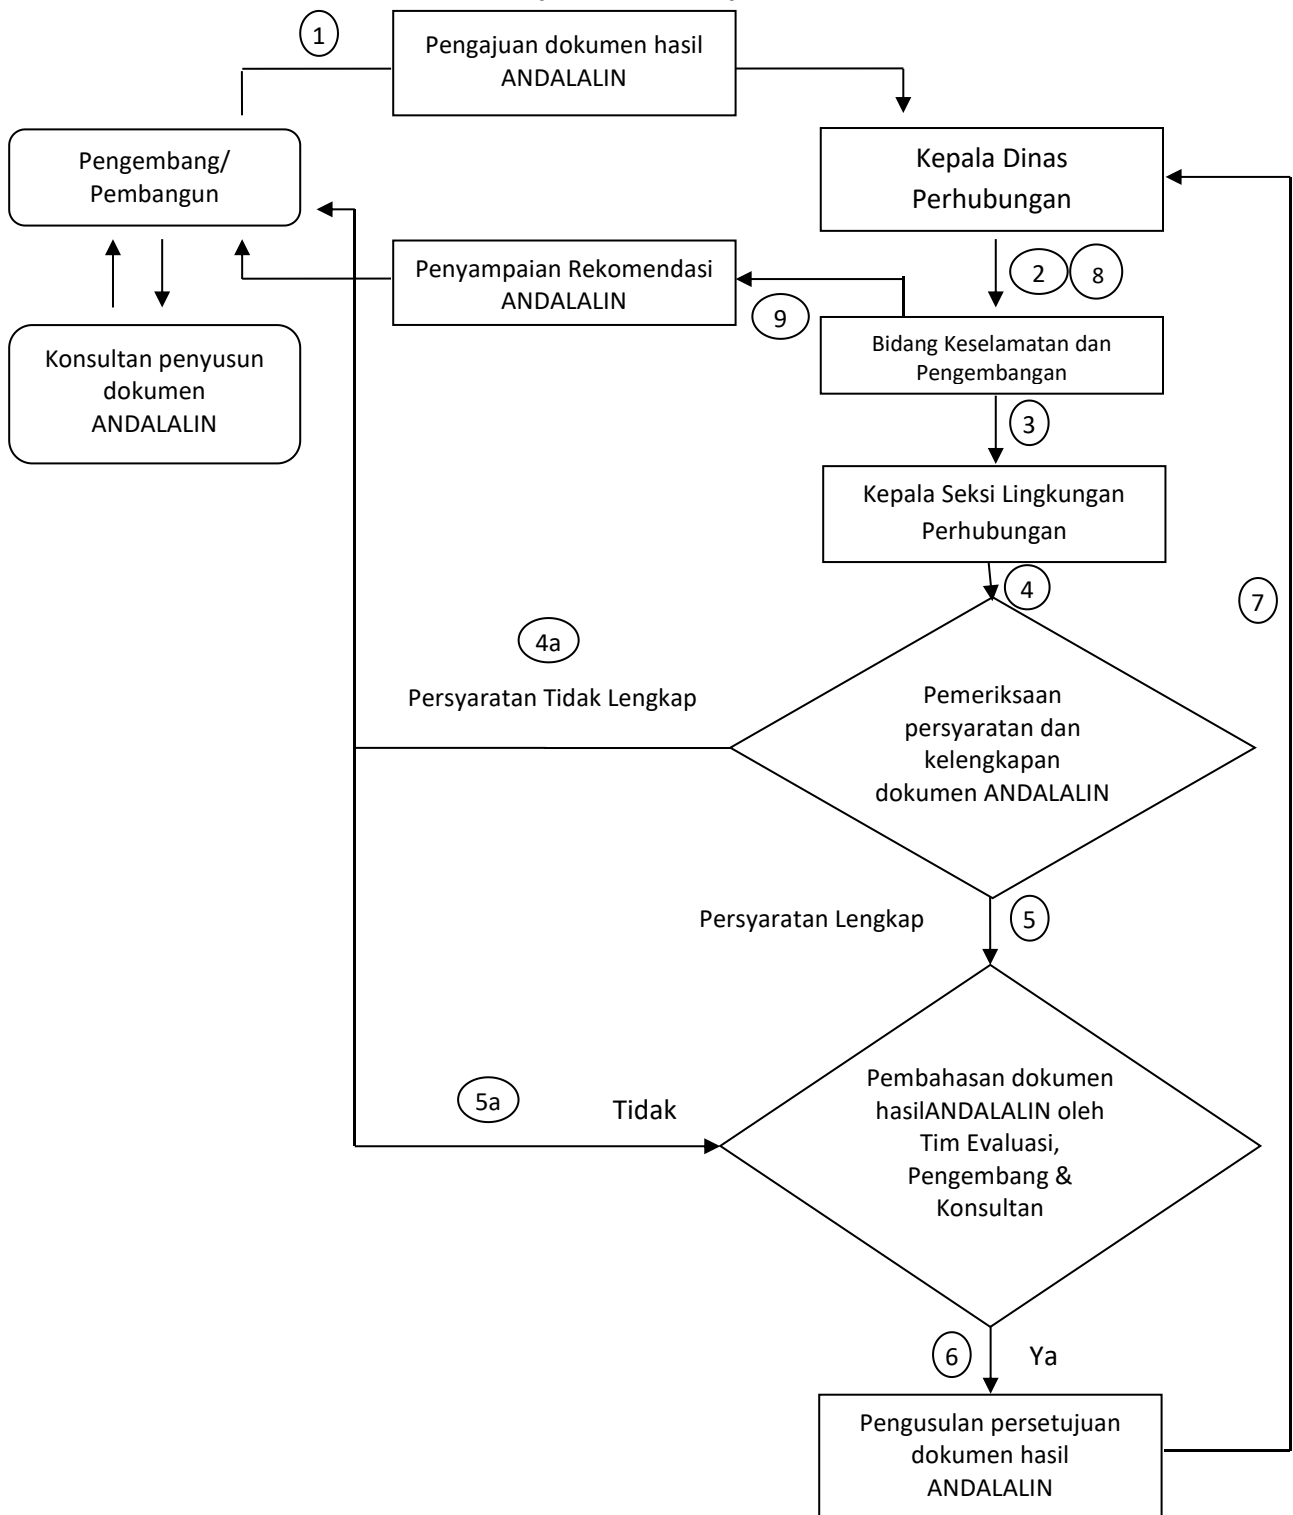 1
Pengajuan dokumen hasil
ANDALALIN
Pengembang/
Pembangun
Kepala Dinas
Perhubungan
Penyampaian Rekomendasi
ANDALALIN
2
8
9
Konsultan penyusun
dokumen
ANDALALIN
Bidang Keselamatan dan
Pengembangan
3
Kepala Seksi Lingkungan
Perhubungan
4
7
4a
Persyaratan Tidak Lengkap
Pemeriksaan
persyaratan dan
kelengkapan
dokumen ANDALALIN
Persyaratan Lengkap
5
5a
Tidak
Pembahasan dokumen
hasilANDALALIN oleh
Tim Evaluasi,
Pengembang &
Konsultan
6
Ya
Pengusulan persetujuan
dokumen hasil
ANDALALIN